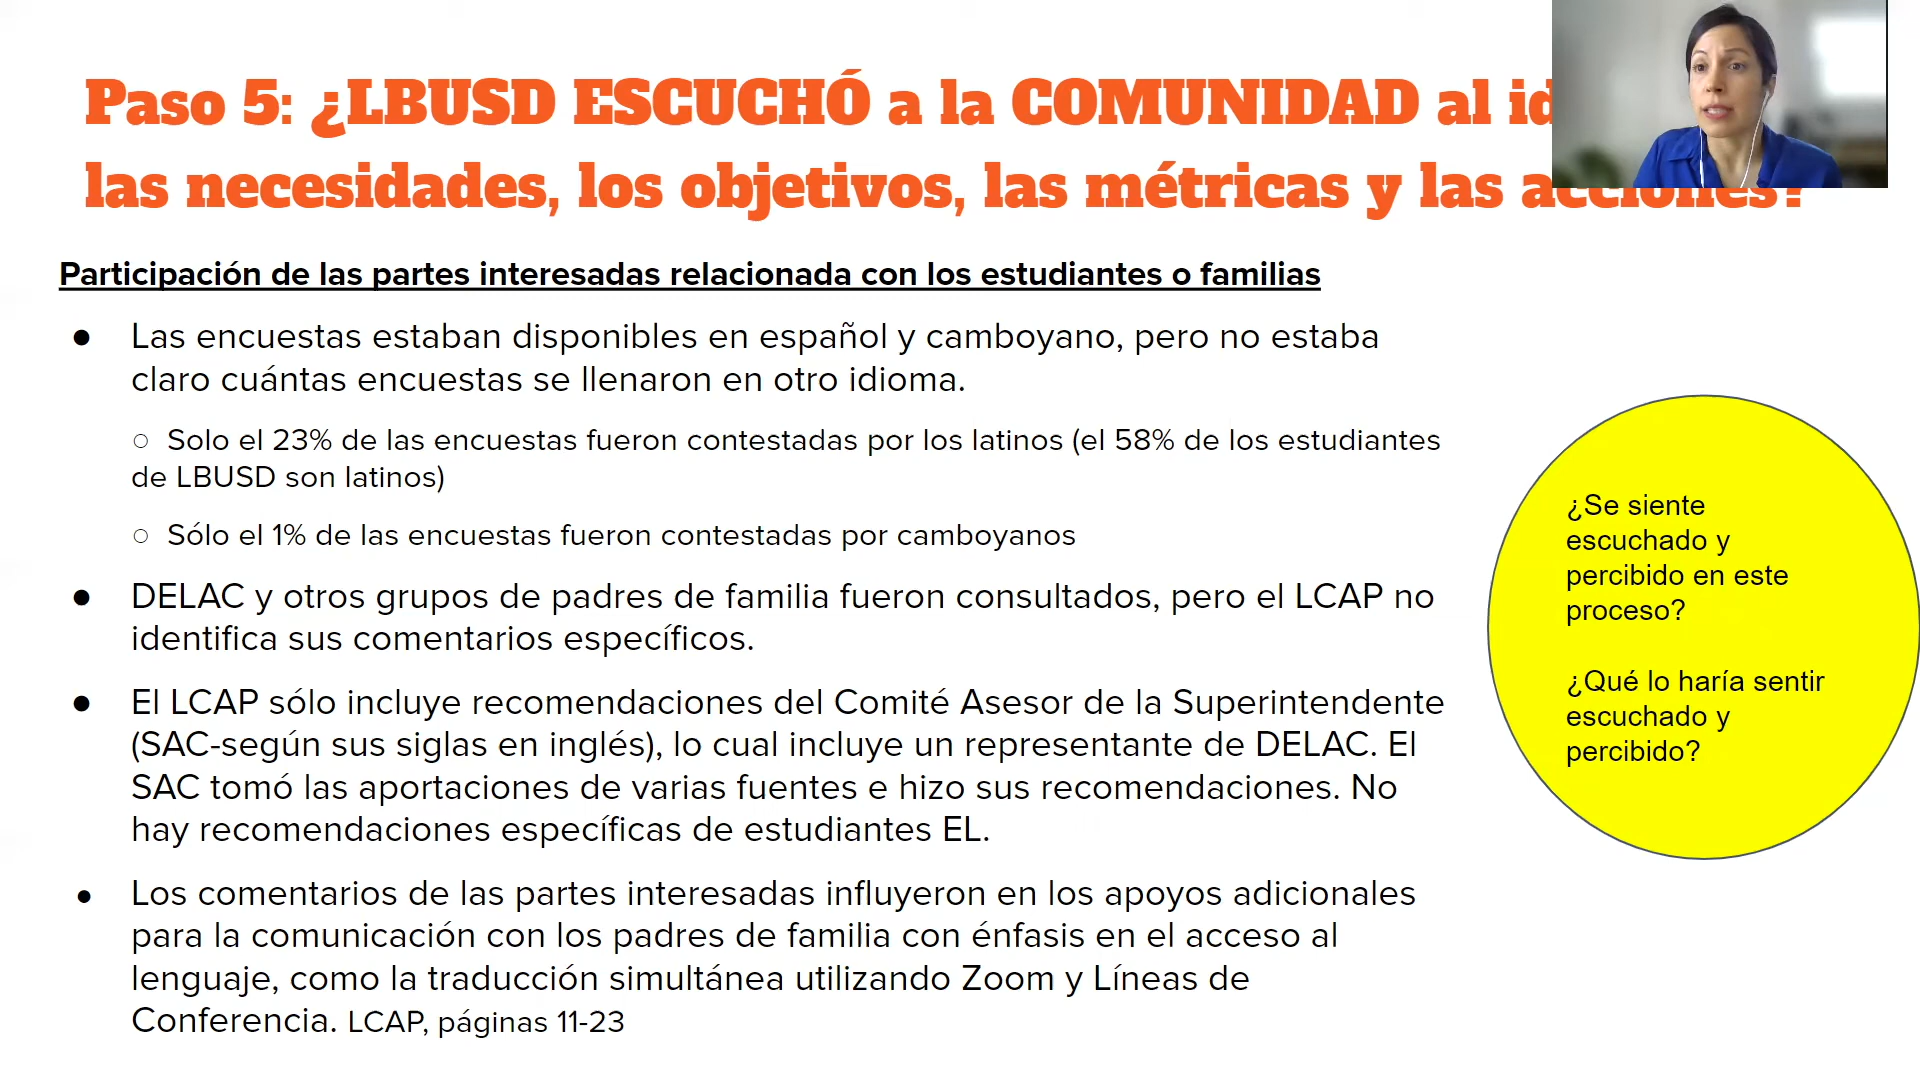 Paso 5: ¿LBUSD ESCUCHÓ a la COMUNIDAD al
las necesidades, los objetivos, las métricas y las acciones?
Participación de las partes interesadas relacionada con los estudiantes o familias
● Las encuestas estaban disponibles en español y camboyano, pero no estaba
claro cuántas encuestas se llenaron en otro idioma.
○ Solo el 23% de las encuestas fueron contestadas por los latinos (el 58% de los estudiantes
de LBUSD son latinos)
○ Sólo el 1% de las encuestas fueron contestadas por camboyanos
● DELAC y otros grupos de padres de familia fueron consultados, pero el LCAP no
identifica sus comentarios específicos.
● El LCAP sólo incluye recomendaciones del Comité Asesor de la Superintendente
(SAC-según sus siglas en inglés), lo cual incluye un representante de DELAC. El
SAC tomó las aportaciones de varias fuentes e hizo sus recomendaciones. No
hay recomendaciones específicas de estudiantes EL.
● Los comentarios de las partes interesadas influyeron en los apoyos adicionales
para la comunicación con los padres de familia con énfasis en el acceso al
lenguaje, como la traducción simultánea utilizando Zoom y Líneas de
Conferencia. LCAP, páginas 11-23
¿Se siente
escuchado y
percibido en este
proceso?
¿Qué lo haría sentir
escuchado y
percibido?